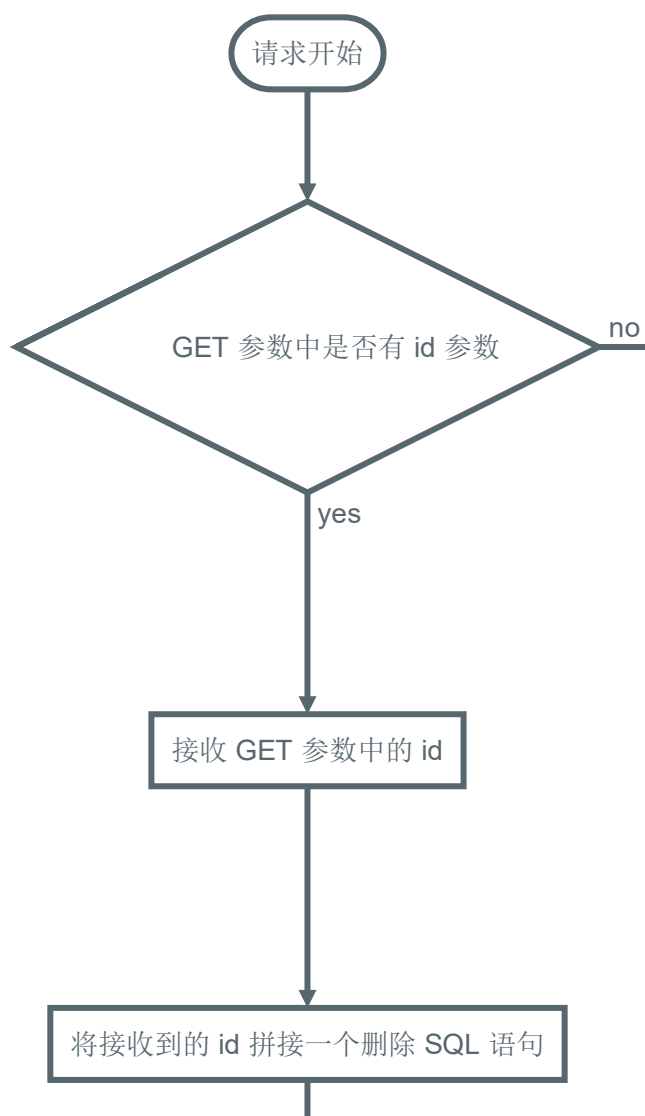 请求开始
GET 参数中是否有 id 参数
no
yes
接收 GET 参数中的 id
将接收到的 id 拼接一个删除 SQL 语句